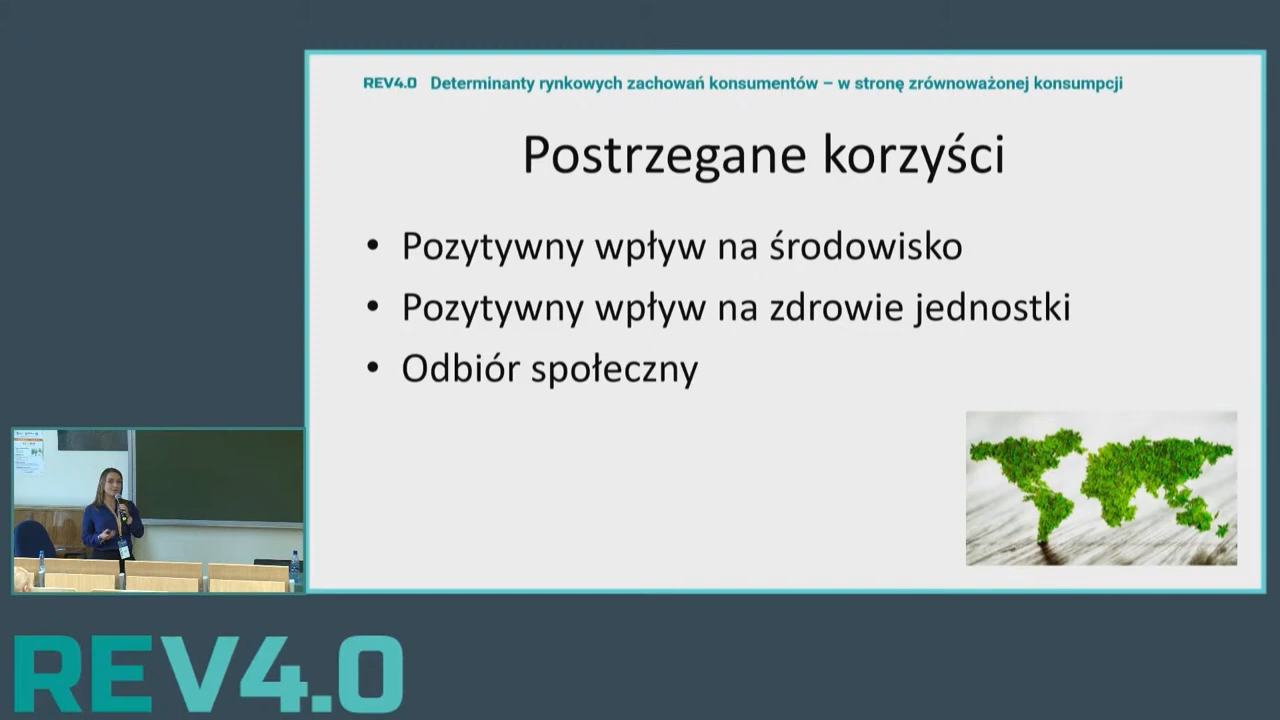 REV4.0 Determinanty rynkowych zachowań konsumentów – w stronę zrównoważonej konsumpcji
Postrzegane korzyści
• Pozytywny wpływ na środowisko
• Pozytywny wpływ na zdrowie jednostki
• Odbiór społeczny
REV4.0